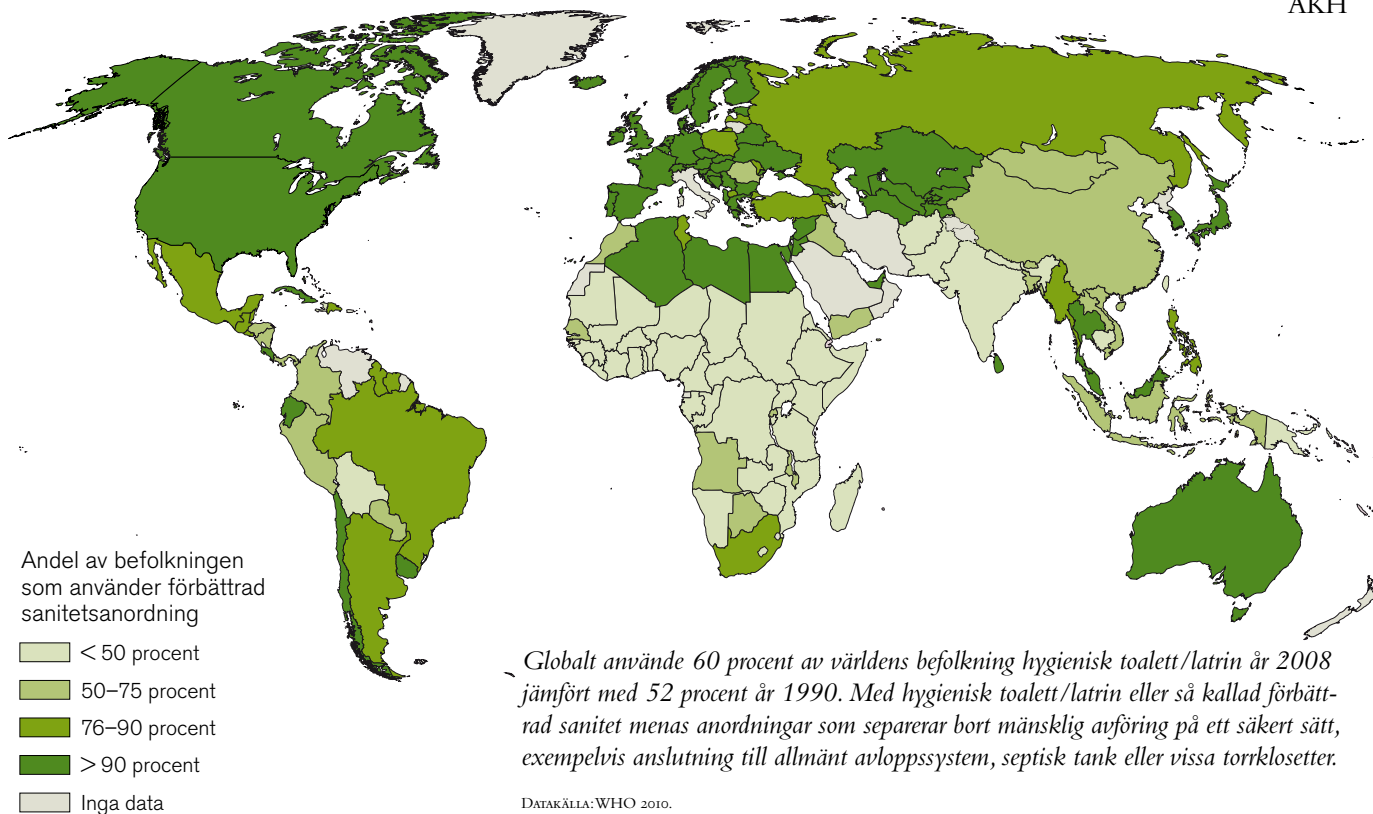 AKH
Andel av befolkningen
som använder förbättrad
sanitetsanordning
< 50 procent
50–75 procent
76–90 procent
> 90 procent
Inga data
Globalt använde 60 procent av världens befolkning hygienisk toalett/latrin år 2008
jämfört med 52 procent år 1990. Med hygienisk toalett/latrin eller så kallad förbätt-
rad sanitet menas anordningar som separerar bort mänsklig avföring på ett säkert sätt,
exempelvis anslutning till allmänt avloppssystem, septisk tank eller vissa torrklosetter.
Datakälla: WHO 2010.